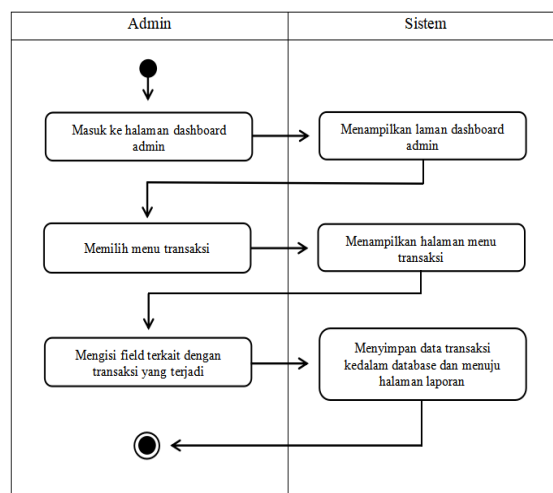 Admin
Sistem
Masuk ke halaman dashboard
admin
Menampilkan laman dashboard
admin
Memilih menu transaksi
Menampilkan halaman menu
transaksi
Mengisi field terkait dengan
transaksi yang terjadi
Menyimpan data transaksi
kedalam database dan menuju
halaman laporan